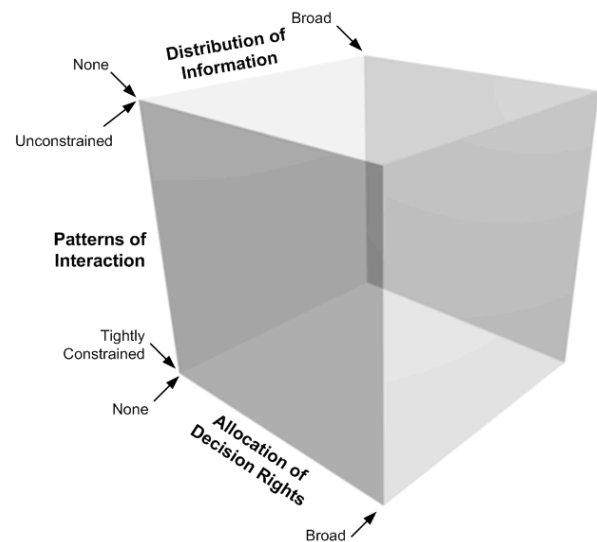 Broad
Distribution of
Information
None
Unconstrained
Patterns of
Interaction
Tightly
Constrained
None
Allocation of
Decision Rights
Broad